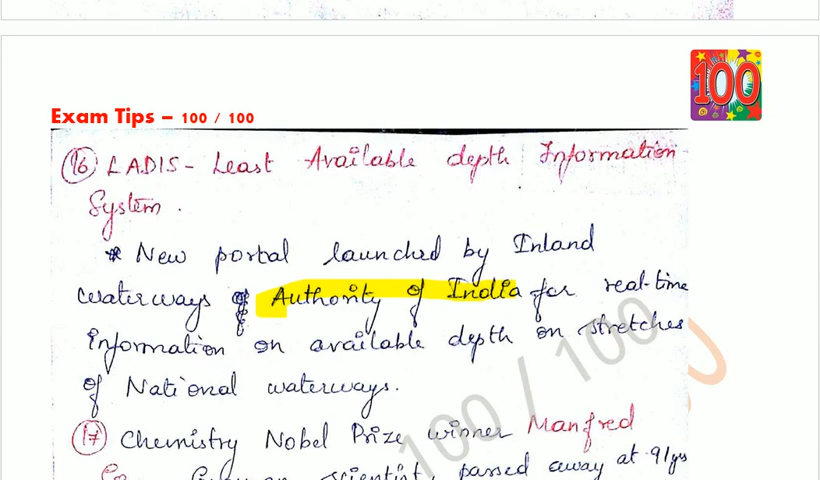 100
Exam Tips – 100 / 100
16 LADIS - Least Available depth Information
System.
* New portal launched by Inland
waterways Authority of India for real-time
information on available depth on stretches
of National waterways.
100 / 100
17 Chemistry Nobel Prize winner Manfred
scientist, passed away at 91yrs